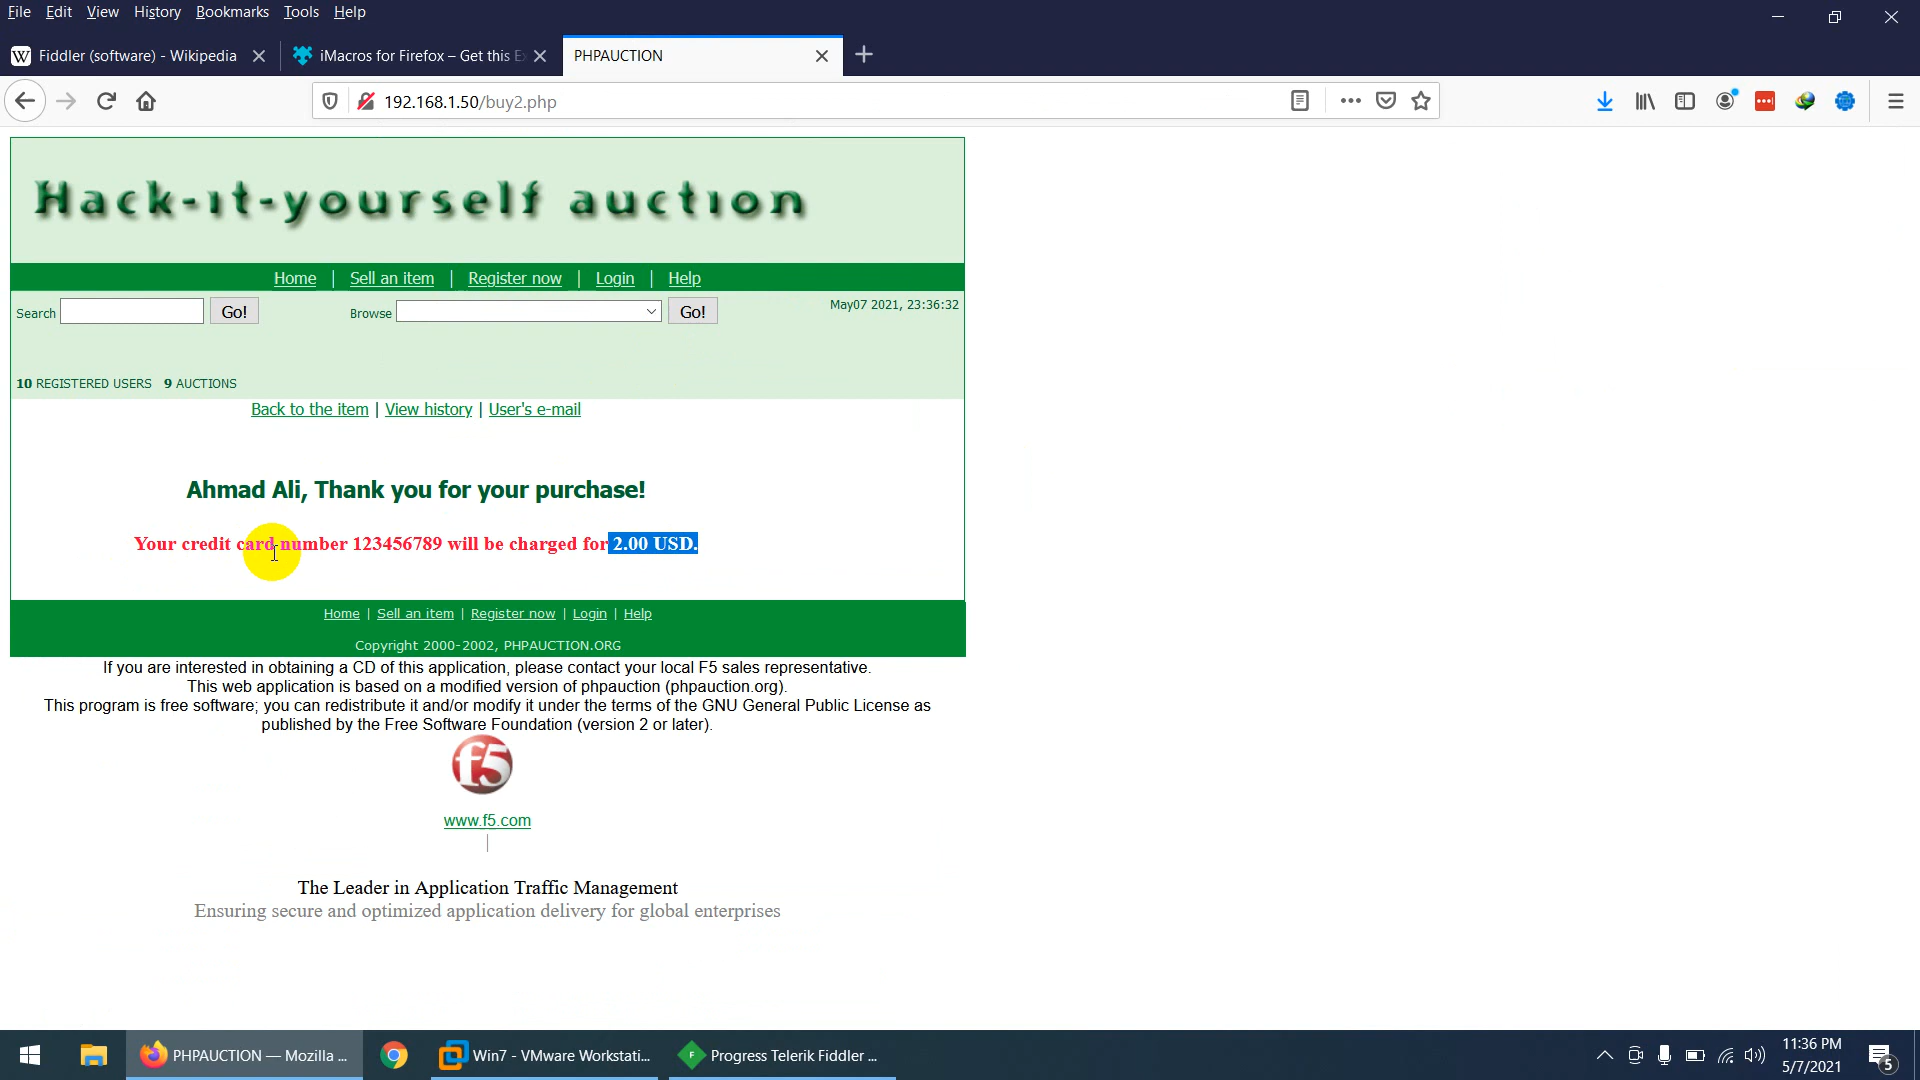 File Edit View History Bookmarks Tools Help
Fiddler (software) - Wikipedia
iMacros for Firefox – Get this Ex
PHPAUCTION
192.168.1.50/buy2.php
Hack-it-yourself auction
Home | Sell an item | Register now | Login | Help
Search Go! Browse Go! May07 2021, 23:36:32
10 REGISTERED USERS 9 AUCTIONS
Back to the item | View history | User's e-mail
Ahmad Ali, Thank you for your purchase!
Your credit card number 123456789 will be charged for 2.00 USD.
Home | Sell an item | Register now | Login | Help
Copyright 2000-2002, PHPAUCTION.ORG
If you are interested in obtaining a CD of this application, please contact your local F5 sales representative.
This web application is based on a modified version of phpauction (phpauction.org).
This program is free software; you can redistribute it and/or modify it under the terms of the GNU General Public License as
published by the Free Software Foundation (version 2 or later).
f5
www.f5.com
|
The Leader in Application Traffic Management
Ensuring secure and optimized application delivery for global enterprises
PHPAUCTION — Mozilla ...
Win7 - VMware Workstati...
Progress Telerik Fiddler ...
11:36 PM
5/7/2021
5